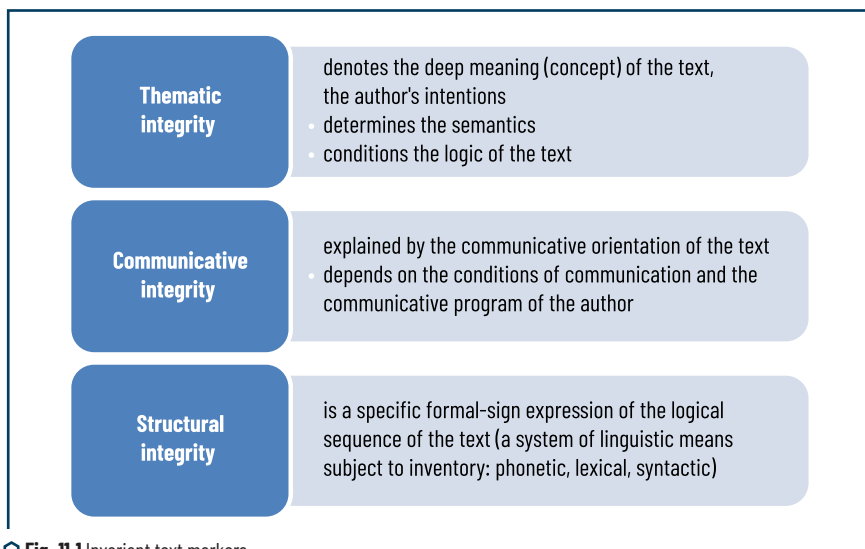 Thematic
integrity
denotes the deep meaning (concept) of the text,
the author's intentions
• determines the semantics
• conditions the logic of the text
Communicative
integrity
explained by the communicative orientation of the text
• depends on the conditions of communication and the
communicative program of the author
Structural
integrity
is a specific formal-sign expression of the logical
sequence of the text (a system of linguistic means
subject to inventory: phonetic, lexical, syntactic)
Fig. 11.1 Invariant text markers